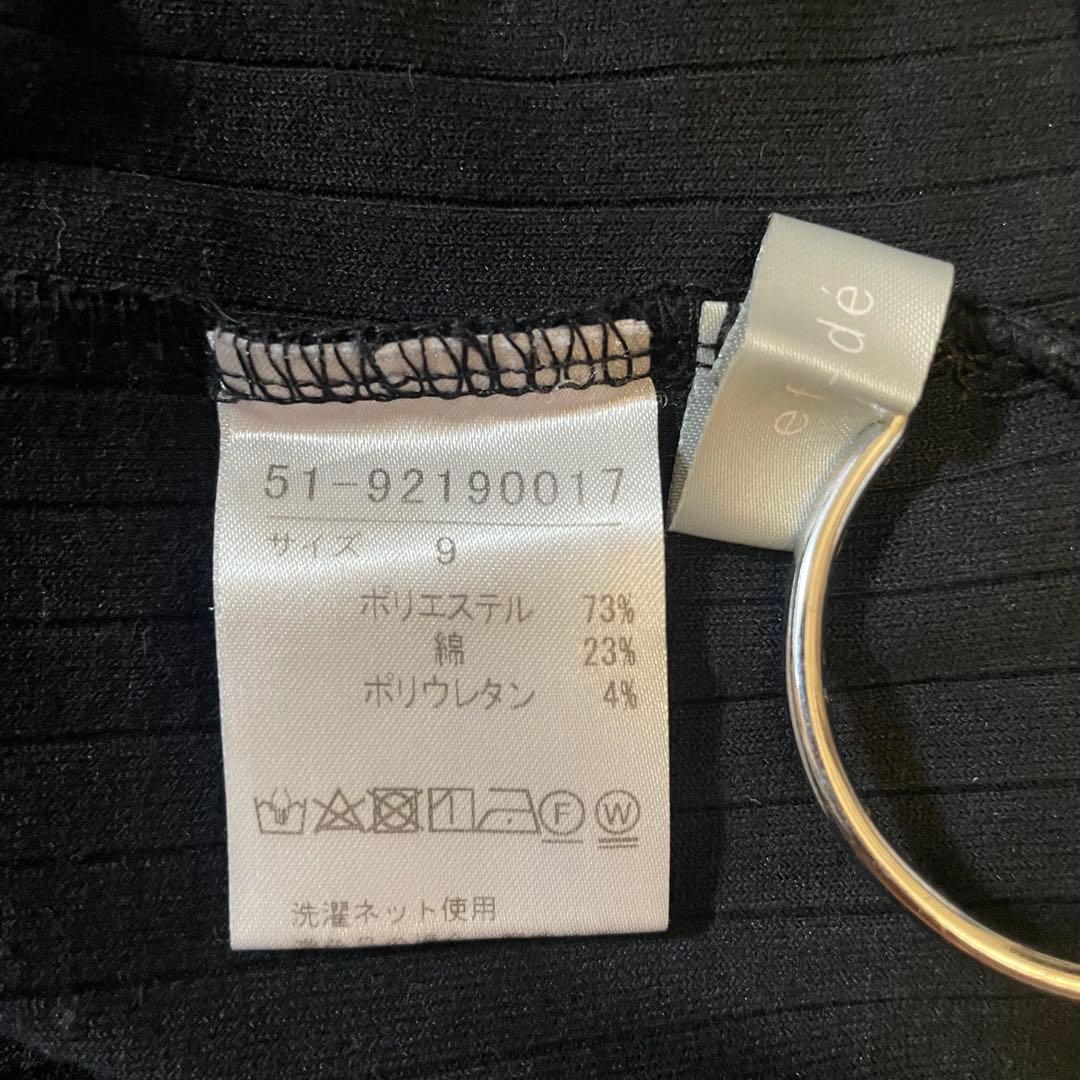 51-92190017
サイズ 9
ポリエステル 73%
綿 23%
ポリウレタン 4%
F W
洗濯ネット使用
ef-dé